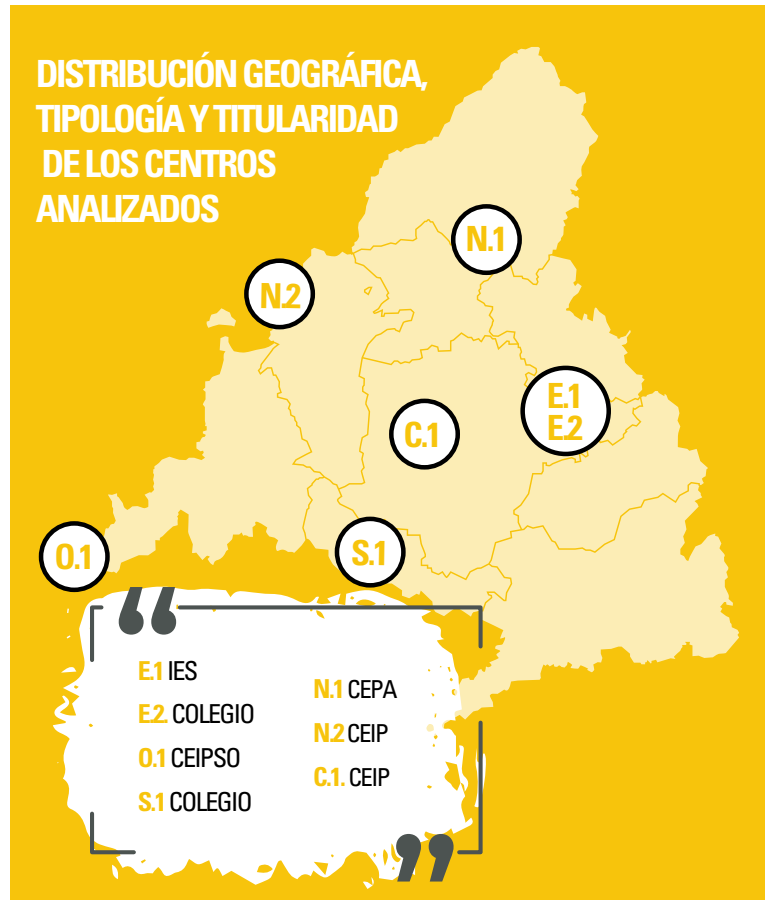 DISTRIBUCIÓN GEOGRÁFICA,
TIPOLOGÍA Y TITULARIDAD
DE LOS CENTROS
ANALIZADOS
N.1
N.2
E.1
E.2
C.1
S.1
O.1
“
E.1 IES
E.2. COLEGIO
O.1 CEIPSO
S.1 COLEGIO
N.1 CEPA
N.2 CEIP
C.1. CEIP
”